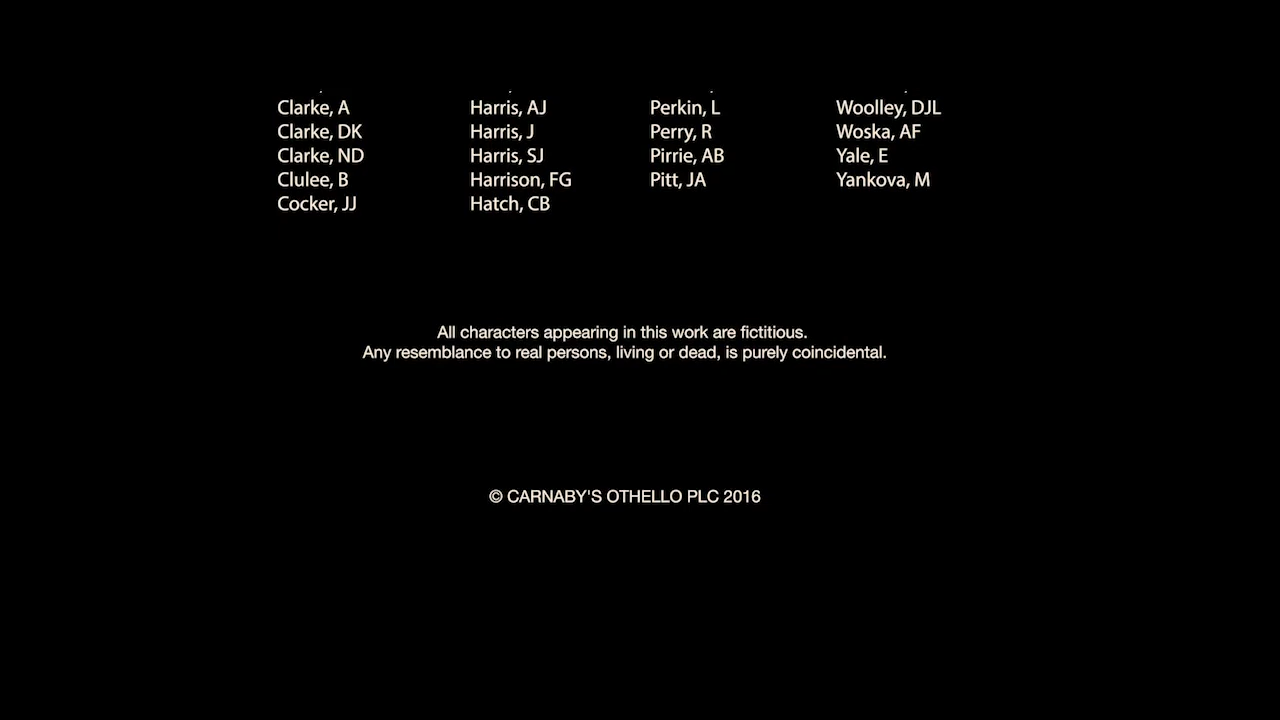 Clarke, A Harris, AJ Perkin, L Woolley, DJL
Clarke, DK Harris, J Perry, R Woska, AF
Clarke, ND Harris, SJ Pirrie, AB Yale, E
Clulee, B Harrison, FG Pitt, JA Yankova, M
Cocker, JJ Hatch, CB
All characters appearing in this work are fictitious.
Any resemblance to real persons, living or dead, is purely coincidental.
© CARNABY'S OTHELLO PLC 2016